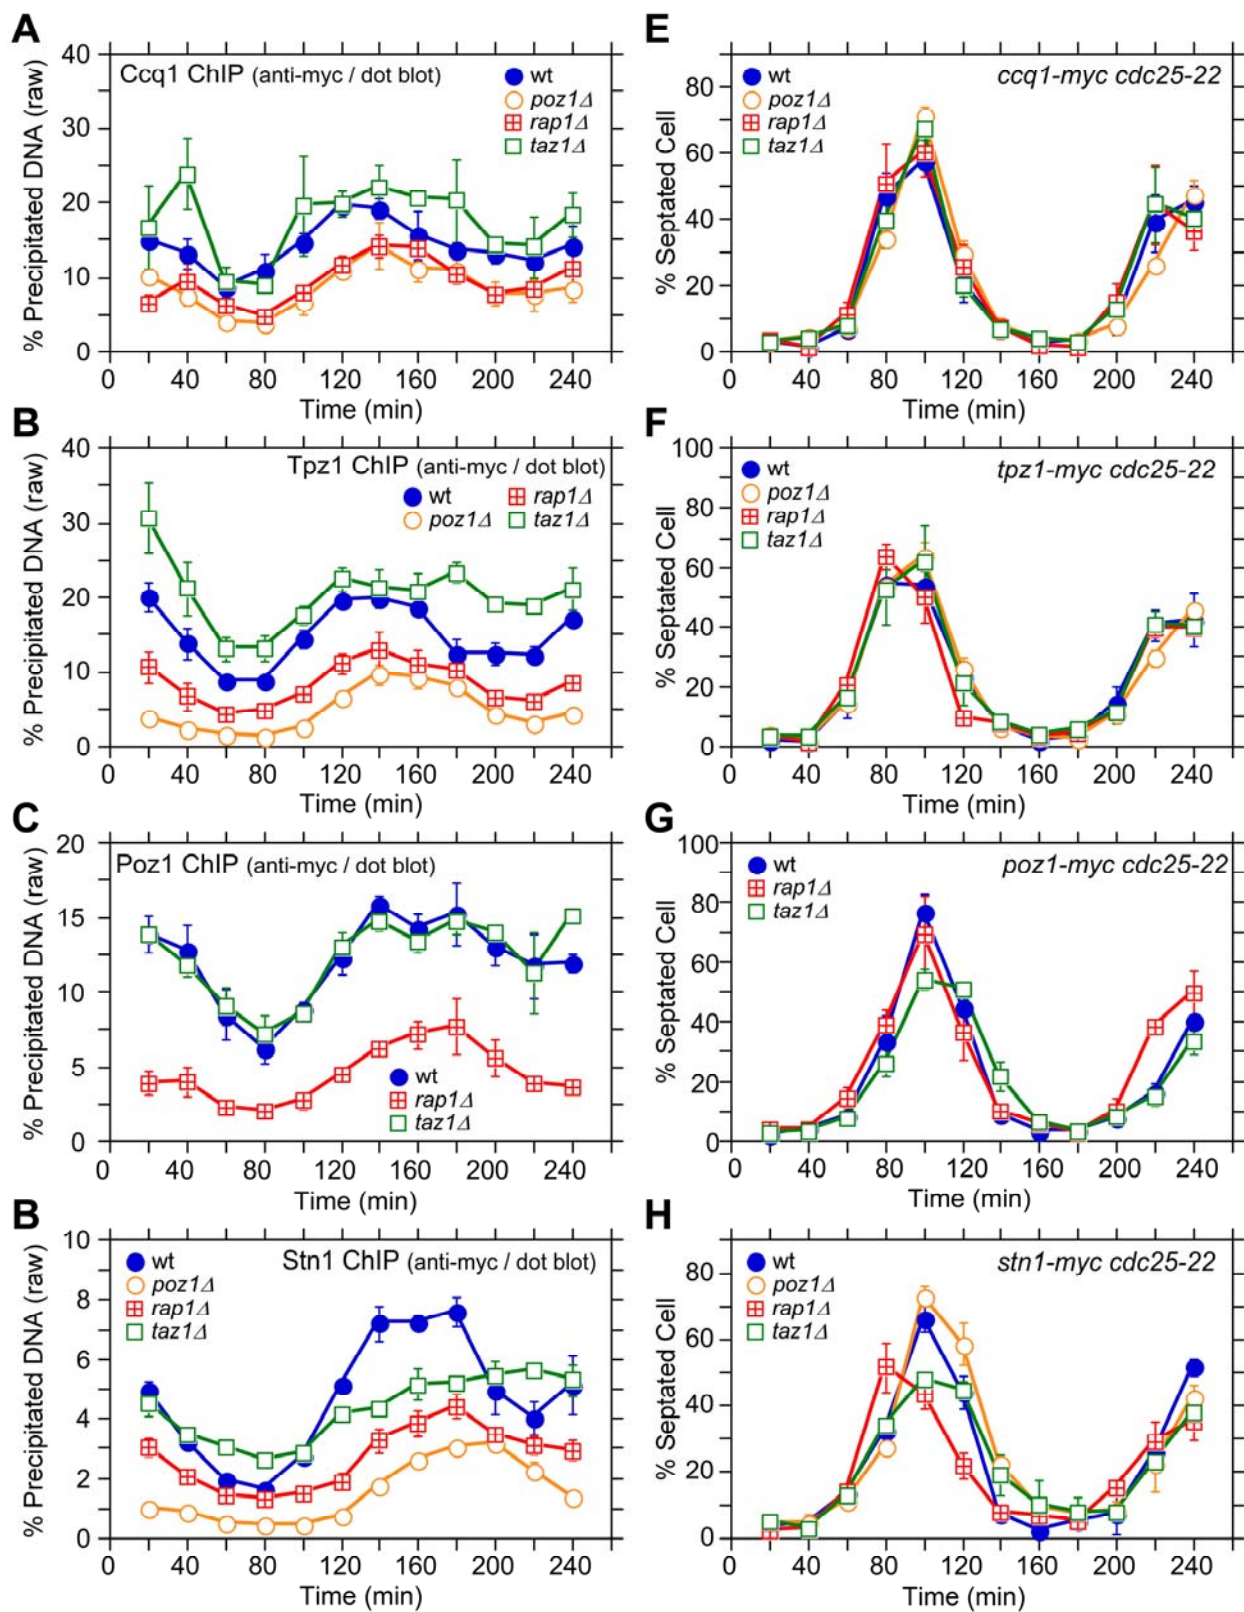 A
% Precipitated DNA (raw)
40
30
20
10
0
Ccq1 ChIP (anti-myc / dot blot)
wt
poz1Δ
rap1Δ
taz1Δ
0 40 80 120 160 200 240
Time (min)
E
% Septated Cell
80
60
40
20
0
ccq1-myc cdc25-22
wt
poz1Δ
rap1Δ
taz1Δ
0 40 80 120 160 200 240
Time (min)
B
% Precipitated DNA (raw)
40
30
20
10
0
Tpz1 ChIP (anti-myc / dot blot)
wt rap1Δ
poz1Δ taz1Δ
0 40 80 120 160 200 240
Time (min)
F
% Septated Cell
100
80
60
40
20
0
tpz1-myc cdc25-22
wt
poz1Δ
rap1Δ
taz1Δ
0 40 80 120 160 200 240
Time (min)
C
% Precipitated DNA (raw)
20
15
10
5
0
Poz1 ChIP (anti-myc / dot blot)
wt
rap1Δ
taz1Δ
0 40 80 120 160 200 240
Time (min)
G
% Septated Cell
100
80
60
40
20
0
poz1-myc cdc25-22
wt
rap1Δ
taz1Δ
0 40 80 120 160 200 240
Time (min)
B
% Precipitated DNA (raw)
10
8
6
4
2
0
Stn1 ChIP (anti-myc / dot blot)
wt
poz1Δ
rap1Δ
taz1Δ
0 40 80 120 160 200 240
Time (min)
H
% Septated Cell
80
60
40
20
0
stn1-myc cdc25-22
wt
poz1Δ
rap1Δ
taz1Δ
0 40 80 120 160 200 240
Time (min)